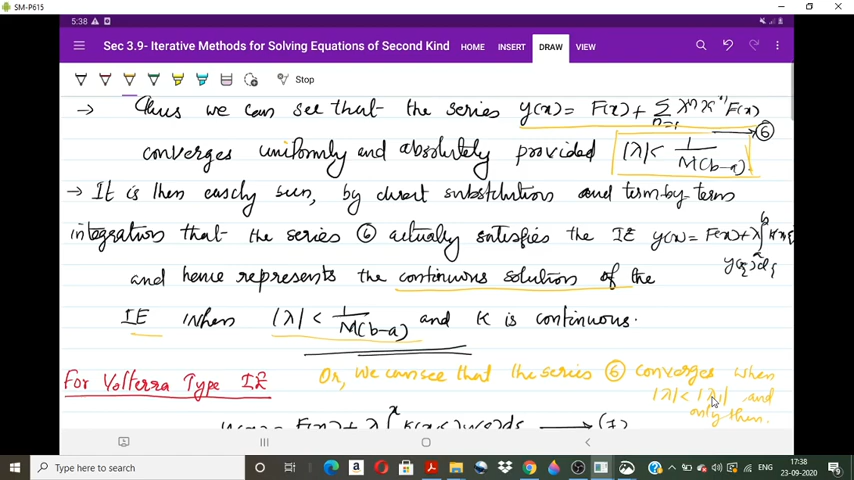 SM-P615
5:38
Sec 3.9- Iterative Methods for Solving Equations of Second Kind HOME INSERT DRAW VIEW
Stop
→ Thus we can see that the series y(x) = F(x) + ∑ n=1 λⁿ Kⁿ F(x)
→ ⑥
converges uniformly and absolutely provided |λ| < 1/M(b-a)
→ It is then easily seen, by direct substitution and term-by-term
integration that the series ⑥ actually satisfies the IE y(x) = F(x) + λ ∫ₐᵇ K(x,ξ)
y(ξ)dξ
and hence represents the continuous solution of the
IE when |λ| < 1/M(b-a) and K is continuous.
For Volterra Type IE Or, we can see that the series ⑥ converges when
|λ| < |λ₁| and
only then.
Type here to search
ENG 17:38
23-09-2020